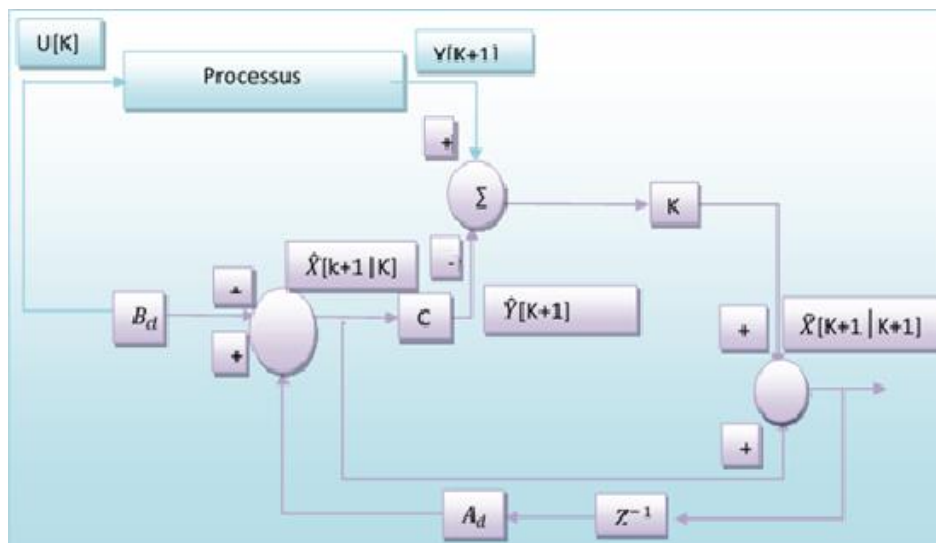 U[K]
Processus
Y[K+1]
+
Σ
K
-
X̂[k+1|K]
B_d
+
C
Ŷ[K+1]
+
X̂[K+1|K+1]
+
A_d
Z⁻¹